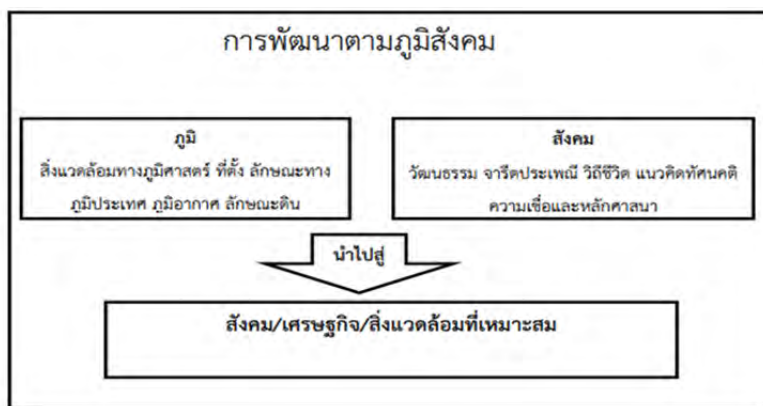 การพัฒนาตามภูมิสังคม
ภูมิ
สิ่งแวดล้อมทางภูมิศาสตร์ ที่ตั้ง ลักษณะทาง
ภูมิประเทศ ภูมิอากาศ ลักษณะดิน
สังคม
วัฒนธรรม จารีตประเพณี วิถีชีวิต แนวคิดทัศนคติ
ความเชื่อและหลักศาสนา
นำไปสู่
สังคม/เศรษฐกิจ/สิ่งแวดล้อมที่เหมาะสม